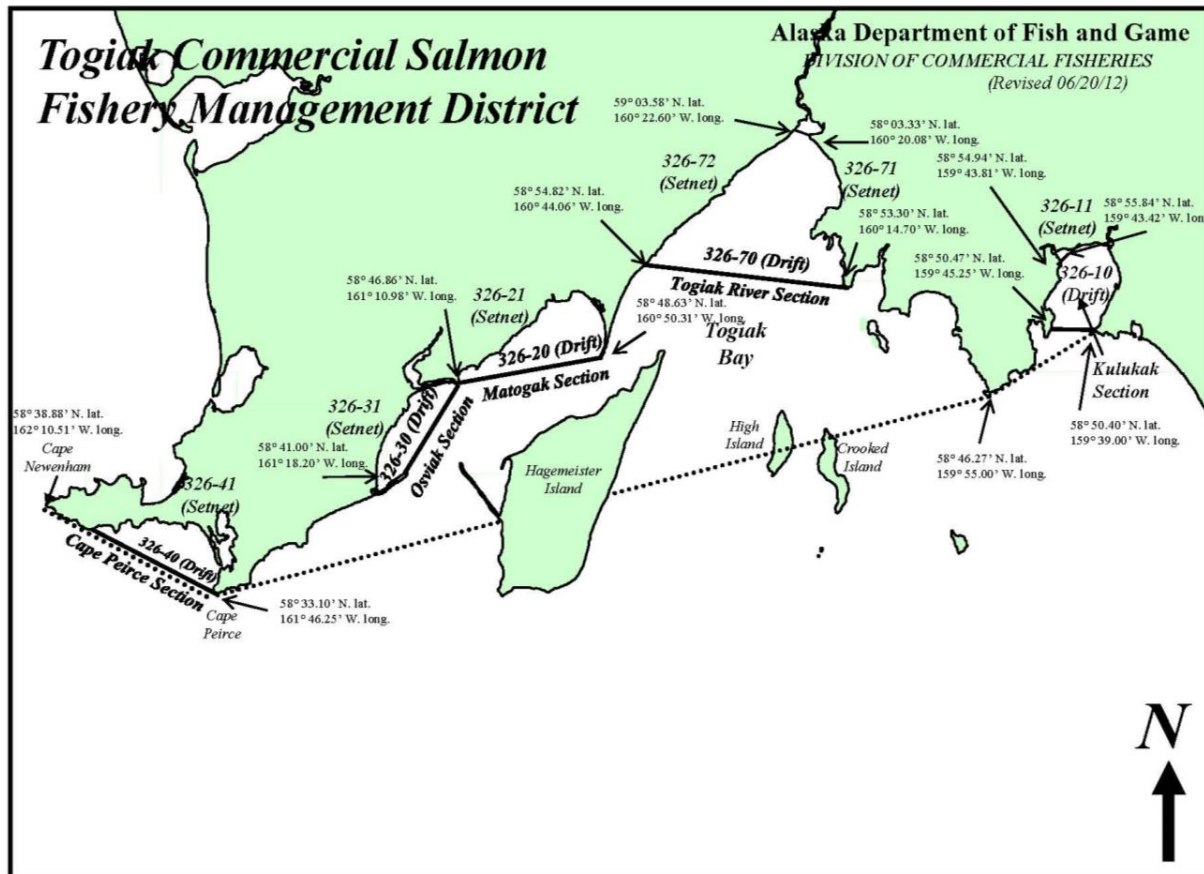 Togiak Commercial Salmon
Fishery Management District
Alaska Department of Fish and Game
DIVISION OF COMMERCIAL FISHERIES
(Revised 06/20/12)
59° 03.58' N. lat.
160° 22.60' W. long.
58° 03.33' N. lat.
160° 20.08' W. long.
326-72
(Setnet)
326-71
(Setnet)
58° 54.94' N. lat.
159° 43.81' W. long.
58° 54.82' N. lat.
160° 44.06' W. long.
326-11
(Setnet)
58° 55.84' N. lat.
159° 43.42' W. long
58° 53.30' N. lat.
160° 14.70' W. long.
326-70 (Drift)
Togiak River Section
58° 50.47' N. lat.
159° 45.25' W. long.
326-10
(Drift)
58° 46.86' N. lat.
161° 10.98' W. long.
326-21
(Setnet)
58° 48.63' N. lat.
160° 50.31' W. long.
Togiak
Bay
326-20 (Drift)
Matogak Section
Kulukak
Section
326-31
(Setnet)
326-30 (Drift)
Osviak Section
58° 38.88' N. lat.
162° 10.51' W. long.
Cape
Newenham
58° 41.00' N. lat.
161° 18.20' W. long.
High
Island
Crooked
Island
58° 50.40' N. lat.
159° 39.00' W. long.
58° 46.27' N. lat.
159° 55.00' W. long.
Hagemeister
Island
326-41
(Setnet)
326-40 (Drift)
Cape Peirce Section
58° 33.10' N. lat.
161° 46.25' W. long.
Cape
Peirce
N